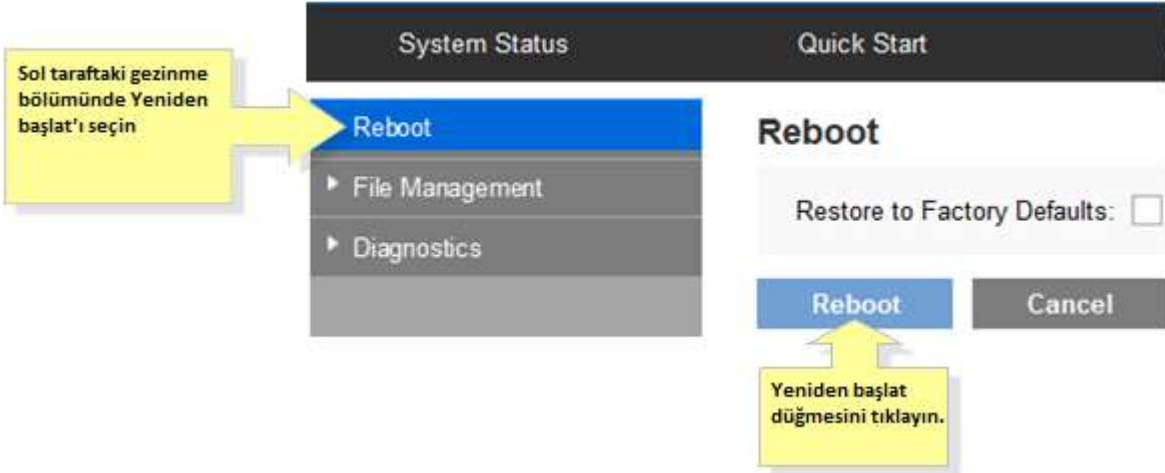 System Status
Quick Start
Sol taraftaki gezinme
bölümünde Yeniden
başlat'ı seçin
Reboot
File Management
Diagnostics
Reboot
Restore to Factory Defaults:
Reboot
Cancel
Yeniden başlat
düğmesini tıklayın.